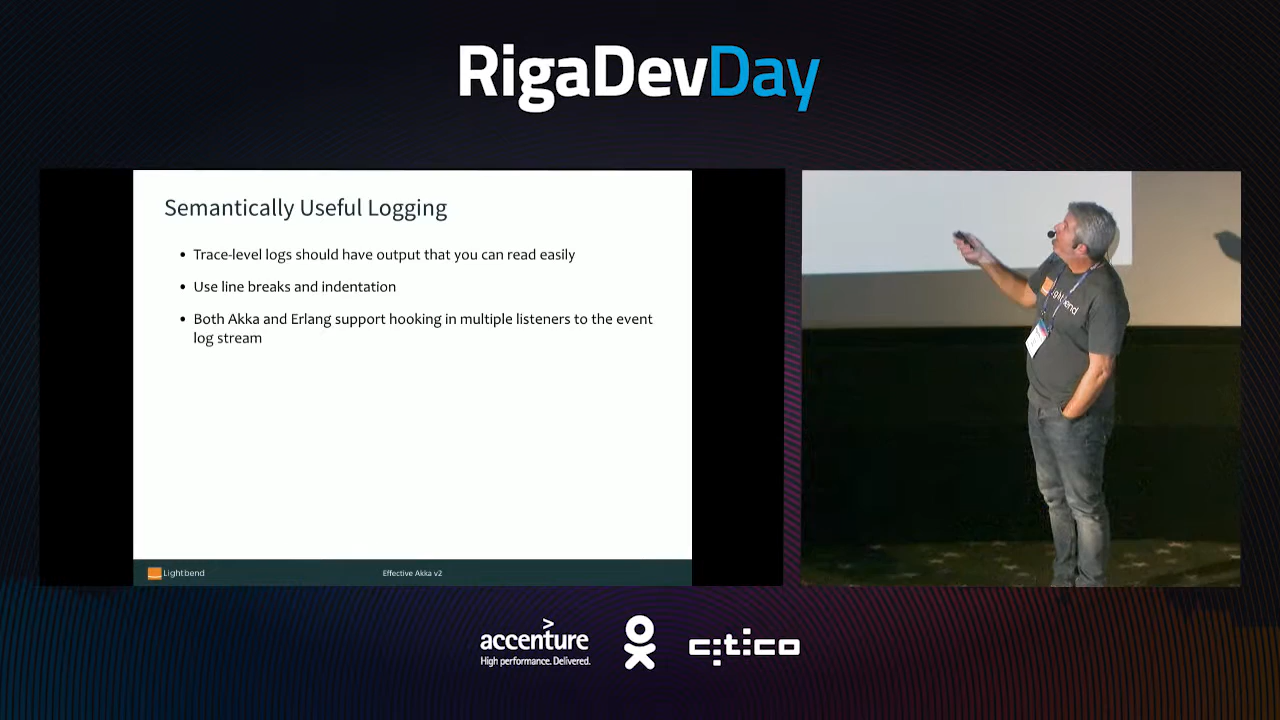 RigaDevDay
Semantically Useful Logging
• Trace-level logs should have output that you can read easily
• Use line breaks and indentation
• Both Akka and Erlang support hooking in multiple listeners to the event
log stream
Lightbend
Effective Akka v2
accenture
High performance. Delivered.
citico